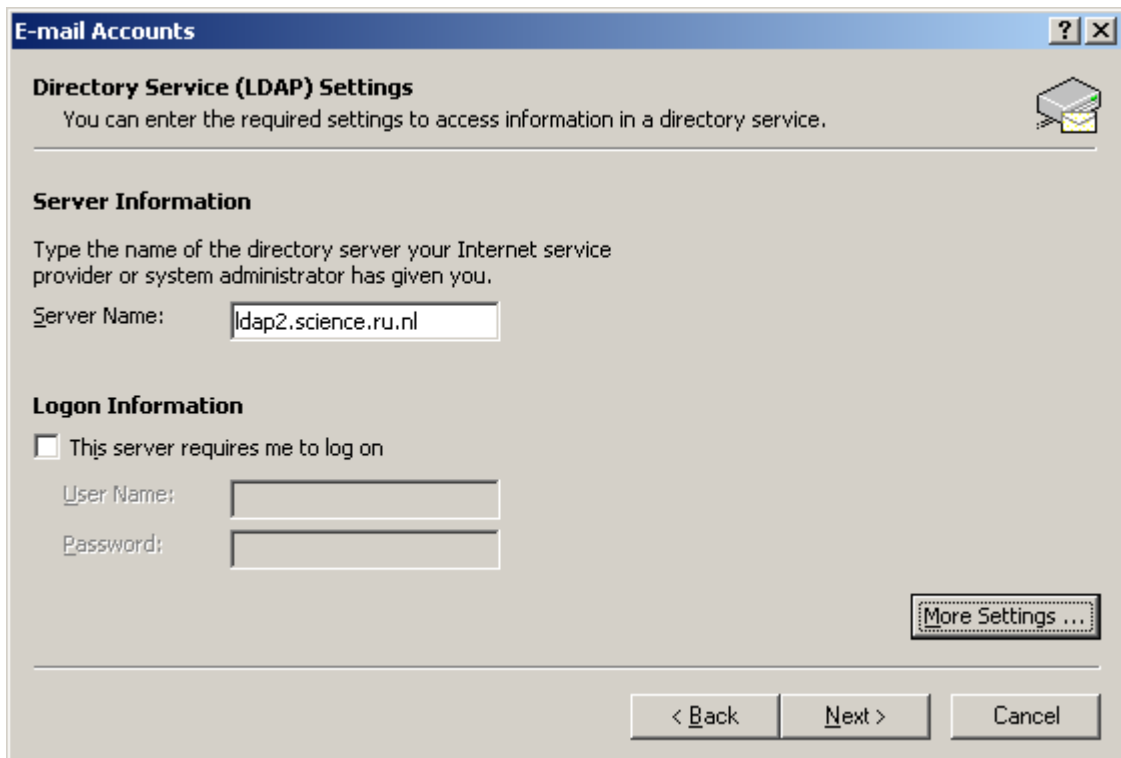 E-mail Accounts
Directory Service (LDAP) Settings
You can enter the required settings to access information in a directory service.
Server Information
Type the name of the directory server your Internet service
provider or system administrator has given you.
Server Name: ldap2.science.ru.nl
Logon Information
This server requires me to log on
User Name:
Password:
More Settings ...
< Back Next > Cancel